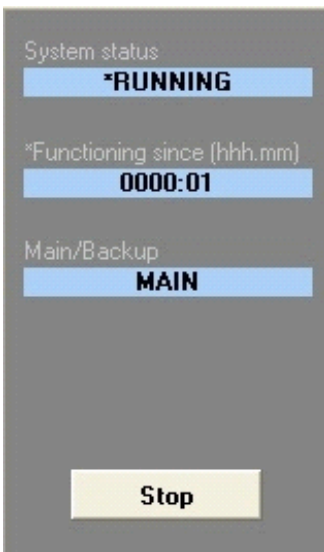 System status
*RUNNING
*Functioning since (hhh.mm)
0000:01
Main/Backup
MAIN
Stop